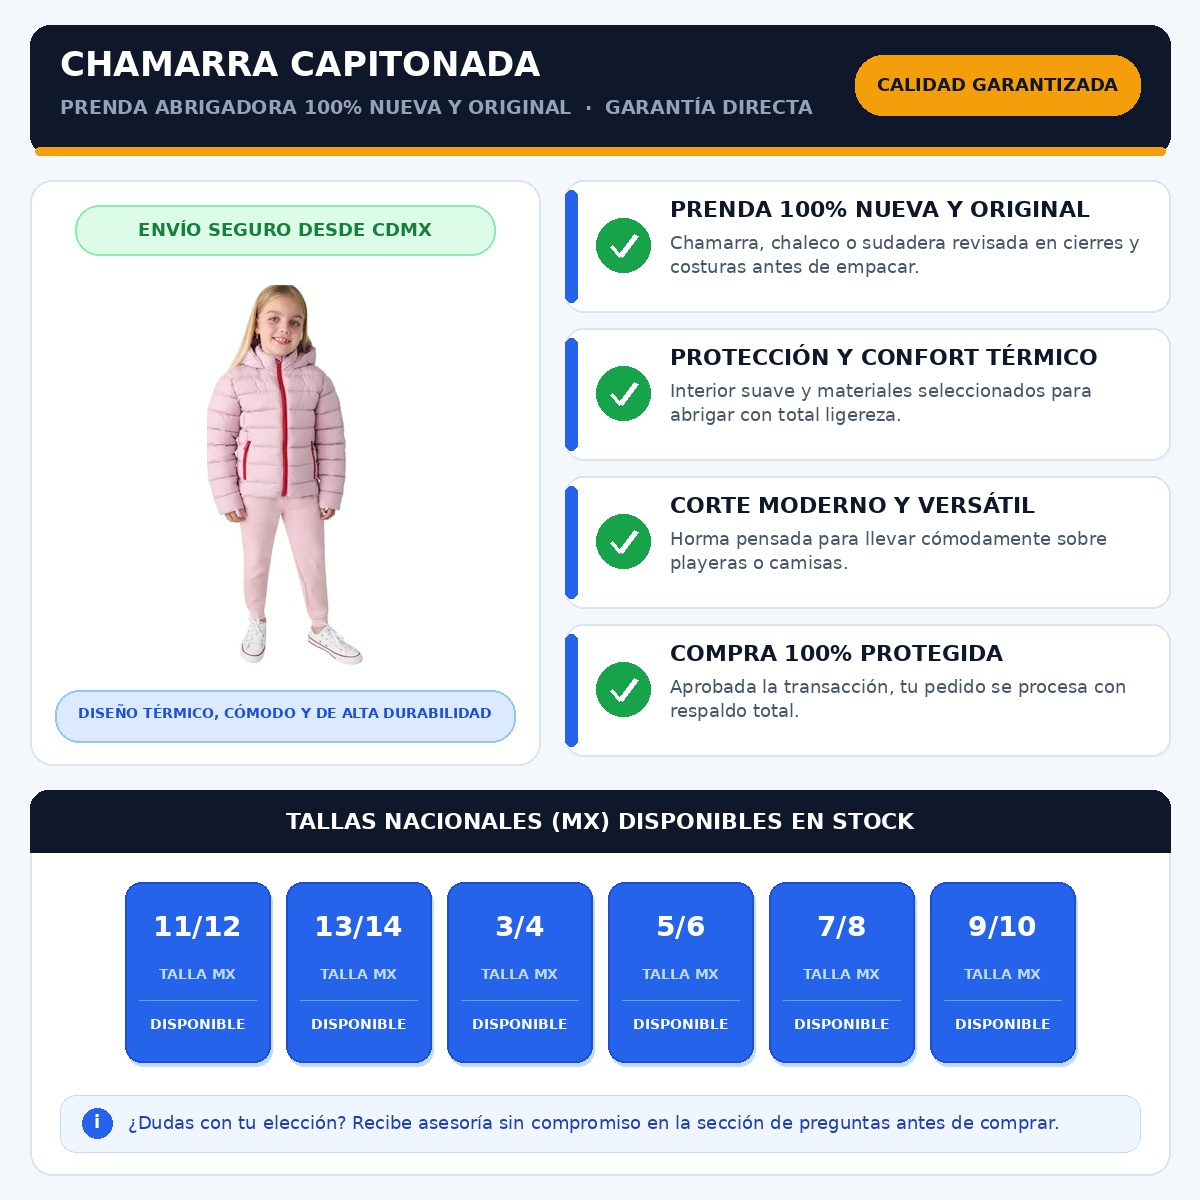 CHAMARRA CAPITONADA
PRENDA ABRIGADORA 100% NUEVA Y ORIGINAL · GARANTÍA DIRECTA
CALIDAD GARANTIZADA
ENVÍO SEGURO DESDE CDMX
DISEÑO TÉRMICO, CÓMODO Y DE ALTA DURABILIDAD
PRENDA 100% NUEVA Y ORIGINAL
Chamarra, chaleco o sudadera revisada en cierres y
costuras antes de empacar.
PROTECCIÓN Y CONFORT TÉRMICO
Interior suave y materiales seleccionados para
abrigar con total ligereza.
CORTE MODERNO Y VERSÁTIL
Horma pensada para llevar cómodamente sobre
playeras o camisas.
COMPRA 100% PROTEGIDA
Aprobada la transacción, tu pedido se procesa con
respaldo total.
TALLAS NACIONALES (MX) DISPONIBLES EN STOCK
11/12
TALLA MX
DISPONIBLE
13/14
TALLA MX
DISPONIBLE
3/4
TALLA MX
DISPONIBLE
5/6
TALLA MX
DISPONIBLE
7/8
TALLA MX
DISPONIBLE
9/10
TALLA MX
DISPONIBLE
i
¿Dudas con tu elección? Recibe asesoría sin compromiso en la sección de preguntas antes de comprar.